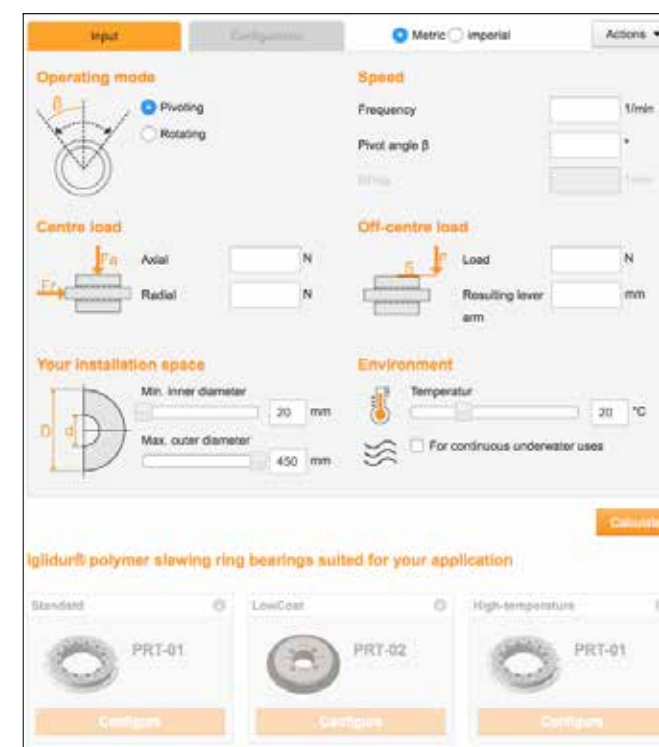 Input
Configuration
Metric imperial
Actions
Operating mode
β
Pivoting
Rotating
Speed
Frequency 1/min
Pivot angle β °
Centre load
Fa
Axial N
Fr
Radial N
Off-centre load
S F
Load N
Resulting lever mm
arm
Your installation space
Min. inner diameter
20 mm
D d
Max. outer diameter
450 mm
Environment
Temperatur
20 °C
For continuous underwater uses
Calculate
iglidur® polymer slewing ring bearings suited for your application
Standard
PRT-01
Configure
LowCost
PRT-02
Configure
High-temperature
PRT-01
Configure